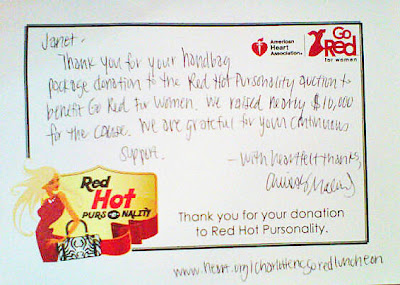 Janet -
American
Heart
Association®
Go
Red
for women
Thank you for your handbag
package donation to the Red Hot Pursonality auction to
benefit Go Red For Women. We raised nearly $10,000
for the cause. We are grateful for your continuous
support.
- with heartfelt thanks,
Red
Hot
PURSONALITY
Thank you for your donation
to Red Hot Pursonality.
www.heart.org/charlottencgoredluncheon